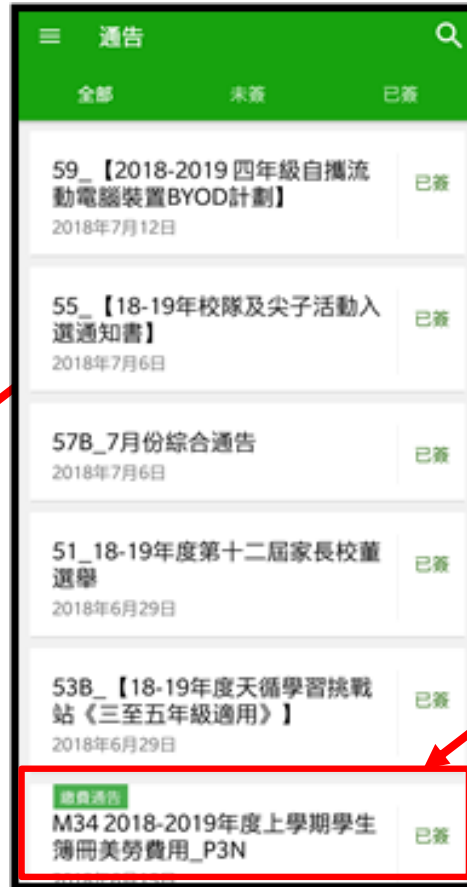 通告
全部 未簽 已簽
59_【2018-2019 四年級自攜流
動電腦裝置BYOD計劃】
已簽
2018年7月12日
55_【18-19年校隊及尖子活動入
選通知書】
已簽
2018年7月6日
57B_7月份綜合通告
已簽
2018年7月6日
51_18-19年度第十二屆家長校董
選舉
已簽
2018年6月29日
53B_【18-19年度天循學習挑戰
站《三至五年級適用》】
已簽
2018年6月29日
繳費通告
M34 2018-2019年度上學期學生
簿冊美勞費用_P3N
已簽